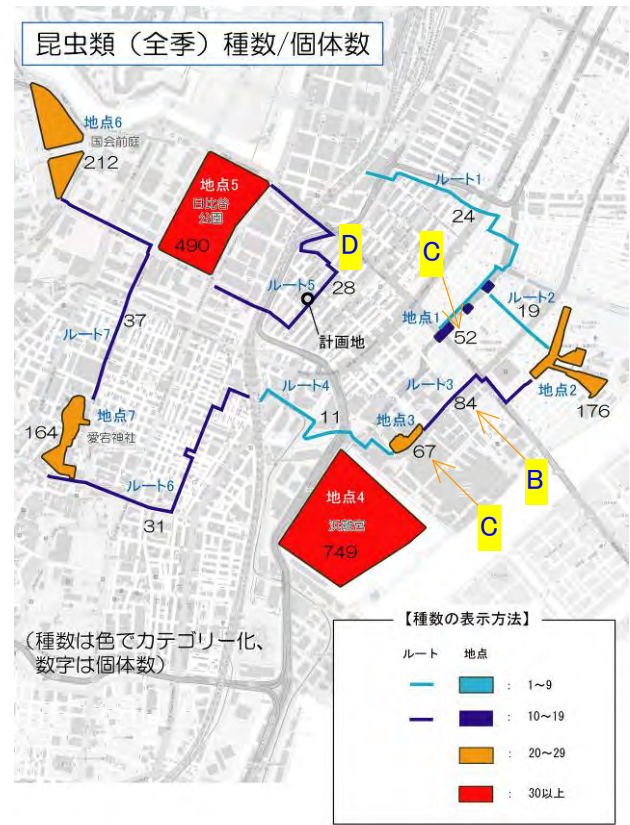 昆虫類（全季）種数/個体数
地点6
国会前庭
212
地点5
日比谷
公園
490
ルート1
24
D
C
ルート5
28
計画地
地点1
52
ルート2
19
ルート7
37
ルート4
11
ルート3
84
地点2
176
地点7
164
愛宕神社
地点3
67
B
C
ルート6
31
地点4
浜離宮
749
（種数は色でカテゴリー化、
数字は個体数）
【種数の表示方法】
ルート 地点
： 1～9
： 10～19
： 20～29
： 30以上